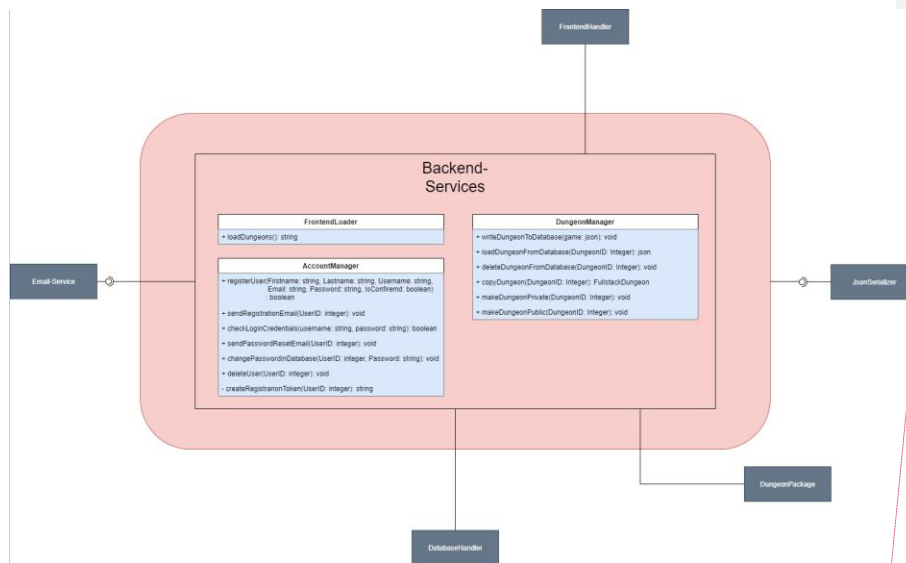 FrontendHandler
Backend-
Services
FrontendLoader
+ loadDungeons(): string
AccountManager
+ registerUser(Firstname: string, Lastname: string, Username: string,
Email: string, Password: string, IsConfirmed: boolean)
: boolean
+ sendRegistrationEmail(UserID: integer): void
+ checkLoginCredentials(username: string, password: string): boolean
+ sendPasswordResetEmail(UserID: integer): void
+ changePasswordInDatabase(UserID: integer, Password: string): void
+ deleteUser(UserID: integer): void
- createRegistrarionToken(UserID: integer): string
DungeonManager
+ writeDungeonToDatabase(game: json): void
+ loadDungeonFromDatabase(DungeonID: Integer): json
+ deleteDungeonFromDatabase(DungeonID: Integer): void
+ copyDungeon(DungeonID: Integer): FullstackDungeon
+ makeDungeonPrivate(DungeonID: Integer): void
+ makeDungeonPublic(DungeonID: Integer): void
Email-Service
JsonSerializer
DungeonPackage
DatabaseHandler